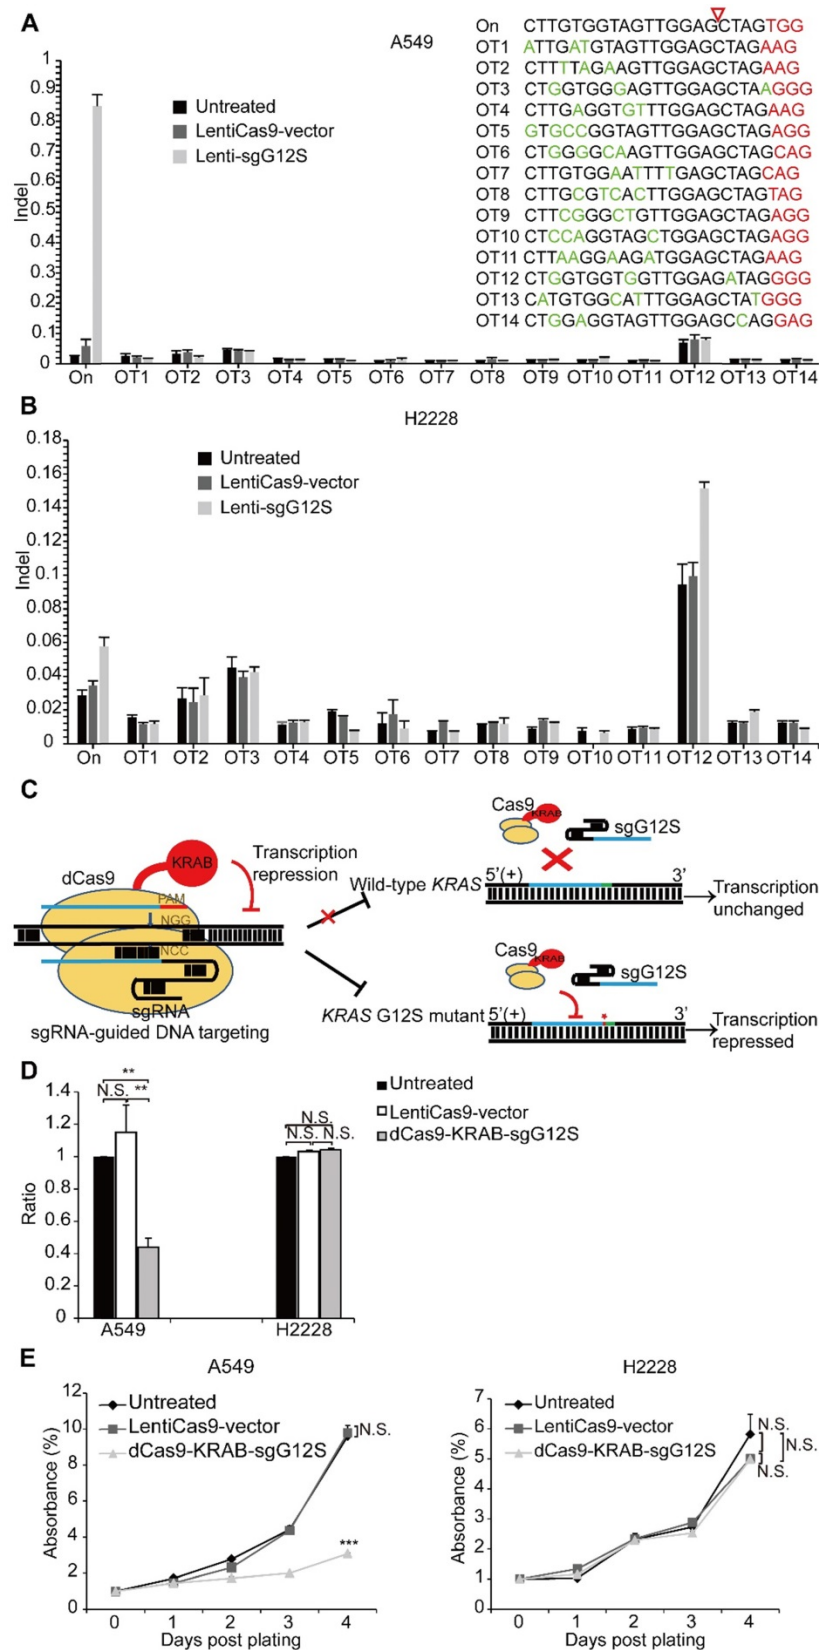 A
A549
On CTTGTGGTAGTTGGAGCTAGTGG
OT1 ATTGATGTAGTTGGAGCTAGAAG
OT2 CTTTTAGAAGTTGGAGCTAGAAG
OT3 CTGGTGGGAGTTGGAGCTAAGGG
OT4 CTTGAGGTGTTTGGAGCTAGAAG
OT5 GTGCCGGTAGTTGGAGCTAGAGG
OT6 CTGGGGCAAGTTGGAGCTAGCAG
OT7 CTTGTGGAATTTTGAGCTAGCAG
OT8 CTTGCGTCACTTGGAGCTAGTAG
OT9 CTTCGGGCTGTTGGAGCTAGAGG
OT10 CTCCAGGTAGCTGGAGCTAGAGG
OT11 CTTAAGGAAGATGGAGCTAGAAG
OT12 CTGGTGGTGGTTGGAGATAGGGG
OT13 CATGTGGCATTTGGAGCTATGGG
OT14 CTGGAGGTAGTTGGAGCCAGGAG
Untreated
LentiCas9-vector
Lenti-sgG12S
Indel
1
0.9
0.8
0.7
0.6
0.5
0.4
0.3
0.2
0.1
0
On OT1 OT2 OT3 OT4 OT5 OT6 OT7 OT8 OT9 OT10 OT11 OT12 OT13 OT14
B
H2228
Untreated
LentiCas9-vector
Lenti-sgG12S
Indel
0.18
0.16
0.14
0.12
0.1
0.08
0.06
0.04
0.02
0
On OT1 OT2 OT3 OT4 OT5 OT6 OT7 OT8 OT9 OT10 OT11 OT12 OT13 OT14
C
dCas9
KRAB
Transcription
repression
PAM
NGG
NCC
sgRNA
sgRNA-guided DNA targeting
Wild-type KRAS
Cas9
KRAB
sgG12S
5'(+) 3'
Transcription
unchanged
KRAS G12S mutant
Cas9
KRAB
sgG12S
5'(+) * 3'
Transcription
repressed
D
Untreated
LentiCas9-vector
dCas9-KRAB-sgG12S
**
N.S. **
N.S.
N.S. N.S.
Ratio
1.4
1.2
1
0.8
0.6
0.4
0.2
0
A549 H2228
E
A549
Untreated
LentiCas9-vector
dCas9-KRAB-sgG12S
N.S.
***
Absorbance (%)
12
10
8
6
4
2
0
0 1 2 3 4
Days post plating
H2228
Untreated
LentiCas9-vector
dCas9-KRAB-sgG12S
N.S.
N.S.
N.S.
Absorbance (%)
7
6
5
4
3
2
1
0
0 1 2 3 4
Days post plating